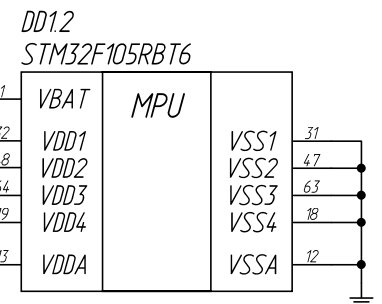 DD1.2
STM32F105RBT6
1 VBAT MPU
VDD1 VSS1 31
VDD2 VSS2 47
VDD3 VSS3 63
VDD4 VSS4 18
VDDA VSSA 12